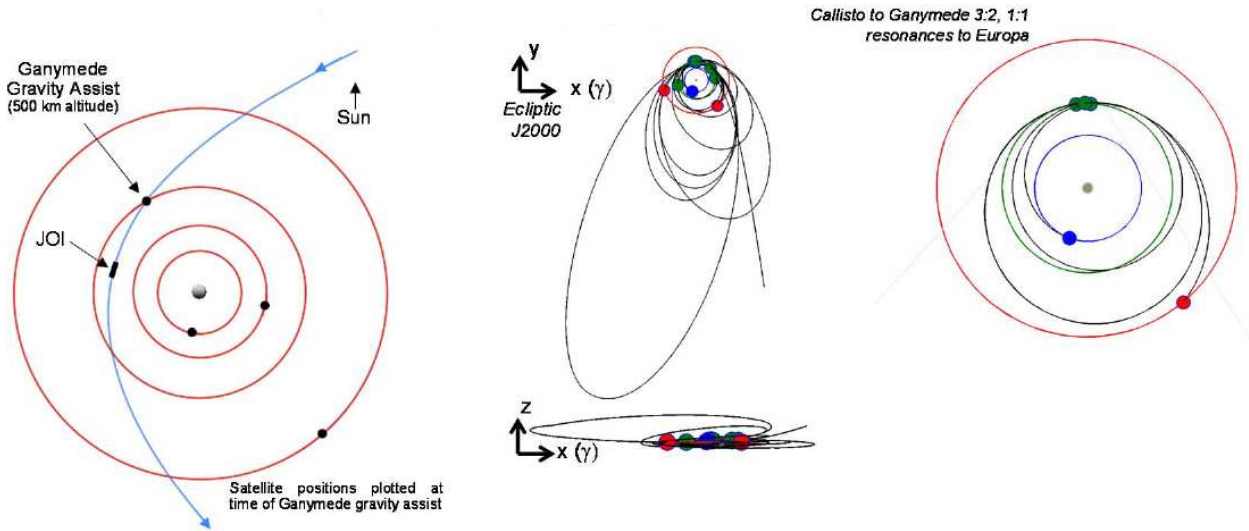 Ganymede
Gravity Assist
(500 km altitude)
Sun
JOI
Satellite positions plotted at
time of Ganymede gravity assist
y
x (γ)
Ecliptic
J2000
z
x (γ)
Callisto to Ganymede 3:2, 1:1
resonances to Europa